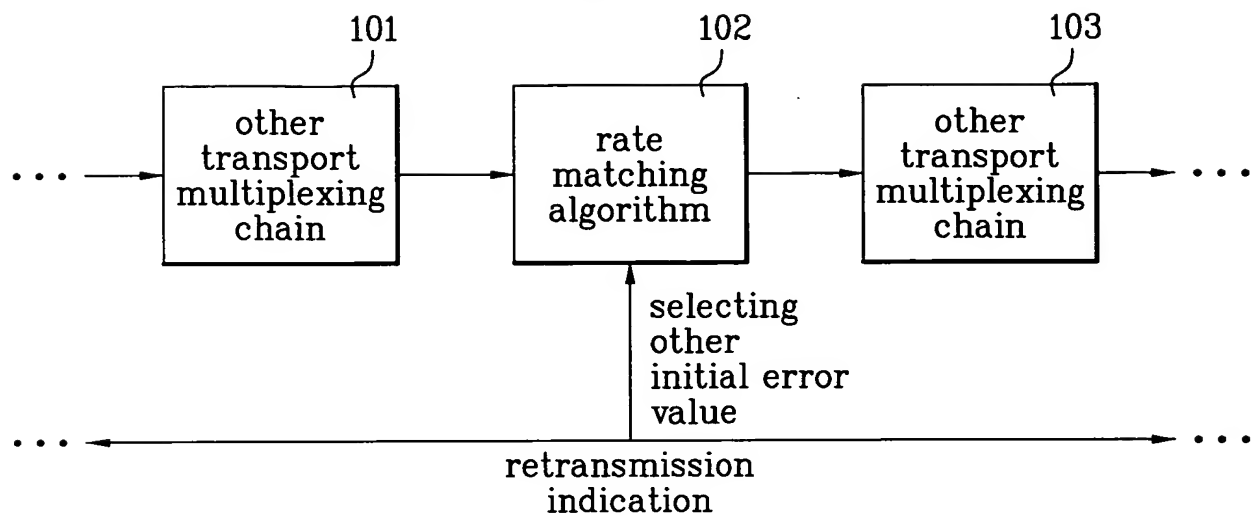 101
102
103
other
transport
multiplexing
chain
rate
matching
algorithm
other
transport
multiplexing
chain
selecting
other
initial error
value
retransmission
indication